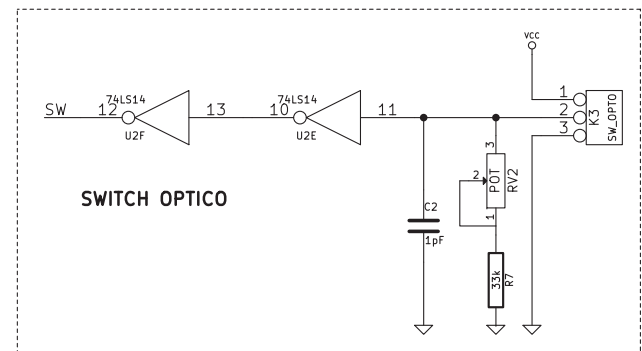 VCC
74LS14
74LS14
SW
12
13
10
11
1
2
3
K3
SW_OPTO
U2F
U2E
3
2
POT
RV2
1
SWITCH OPTICO
C2
1pF
33k
R7